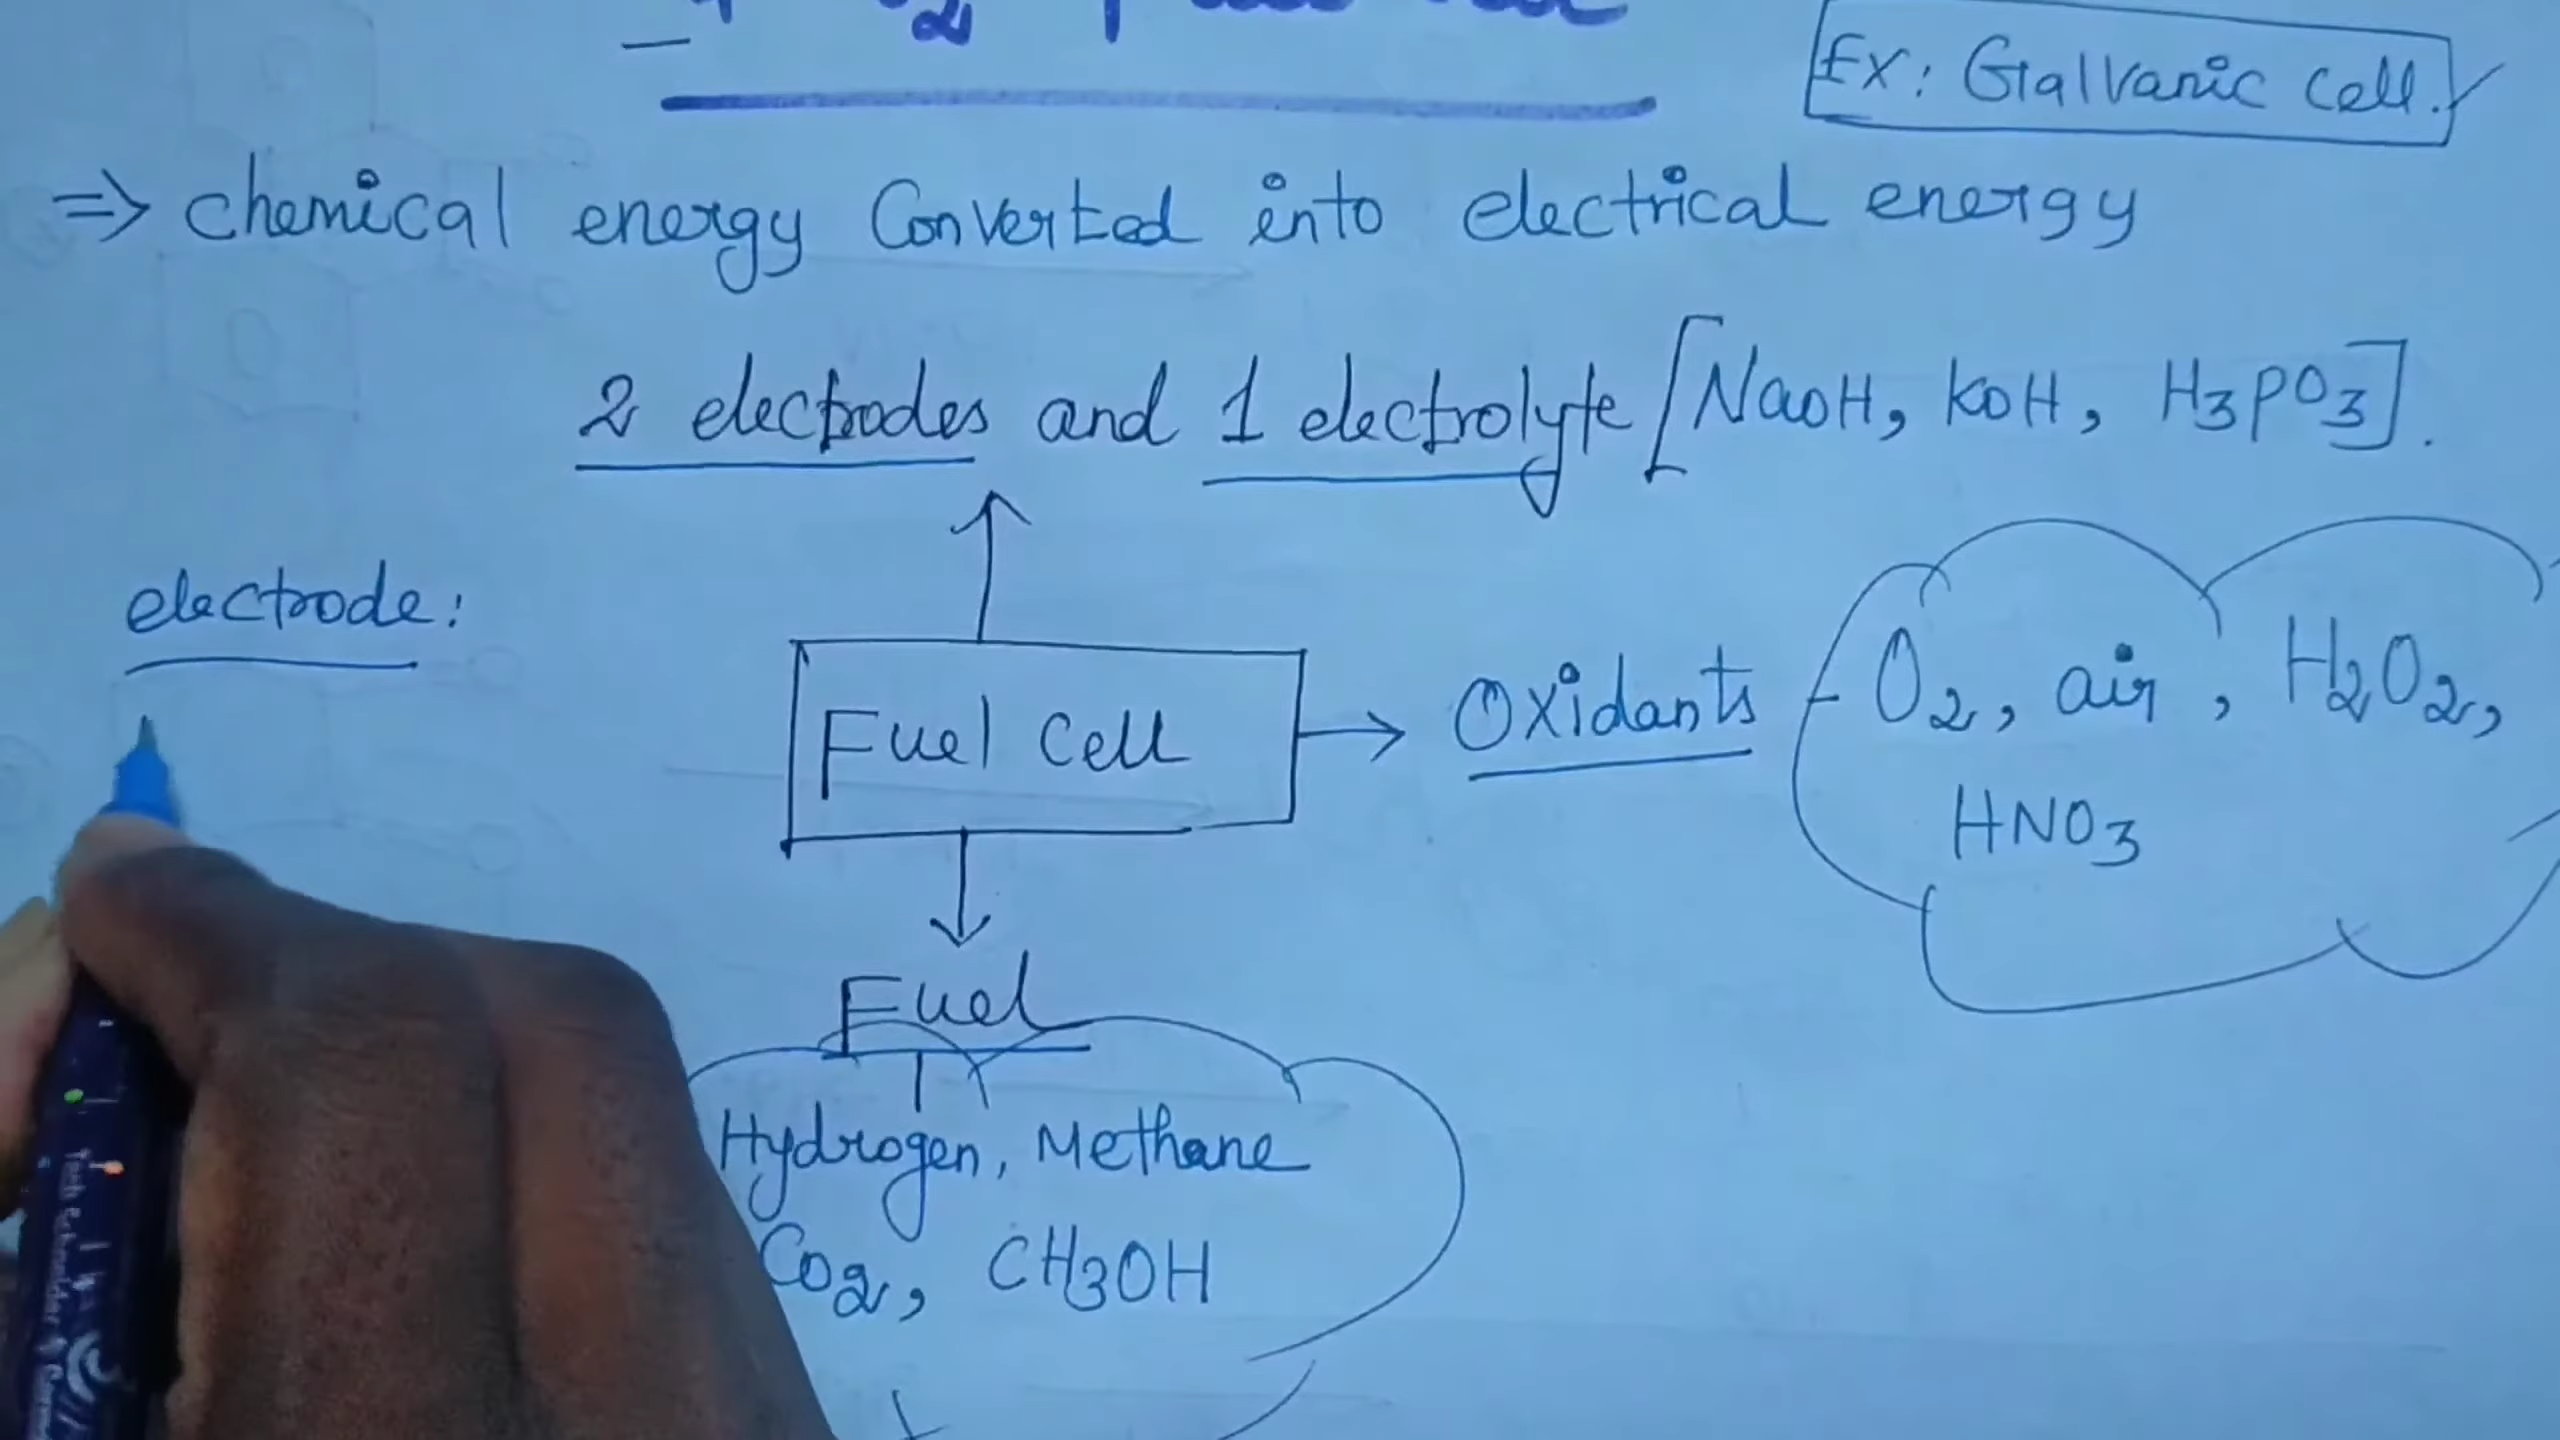 Ex: Galvanic cell.
⇒ chemical energy Converted into electrical energy
2 electrodes and 1 electrolyte [NaOH, KOH, H3PO3].
electrode:
Fuel Cell → Oxidants - O2, air, H2O2,
HNO3
Fuel
Hydrogen, Methane
CO2, CH3OH